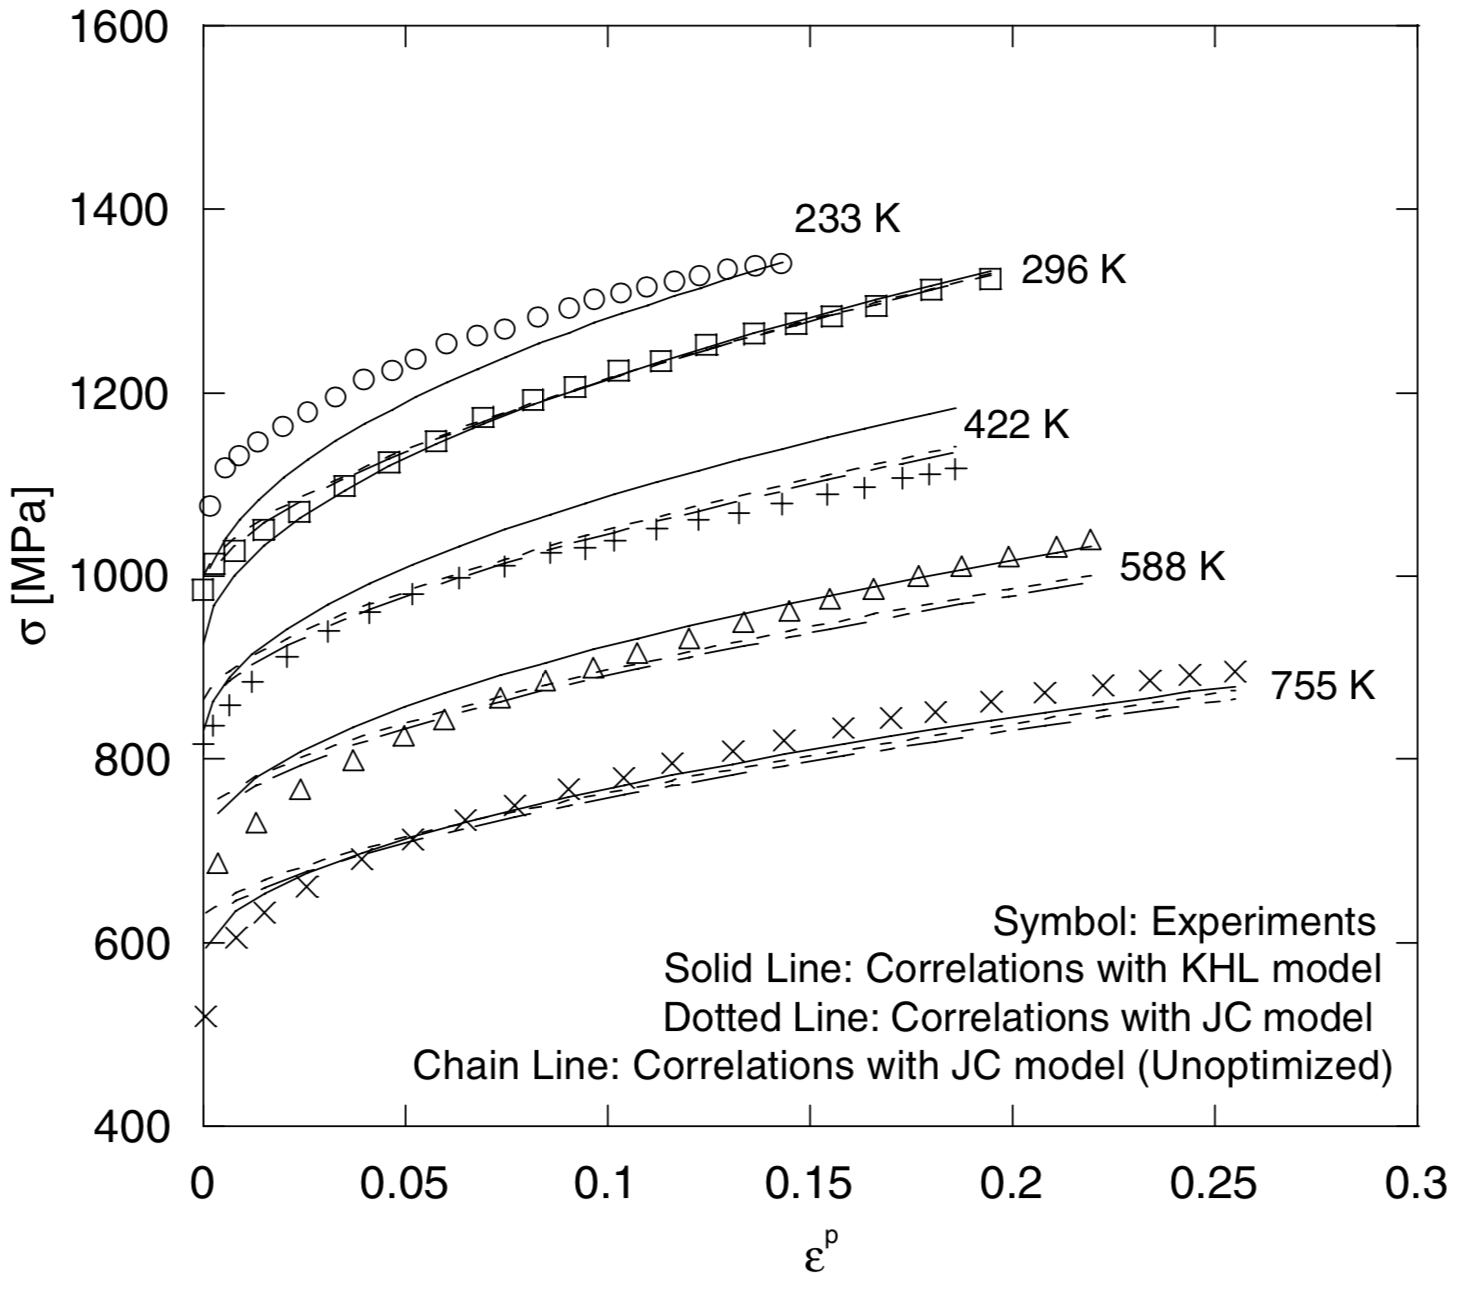 1600
1400
1200
1000
800
600
400
σ [MPa]
233 K
296 K
422 K
588 K
755 K
Symbol: Experiments
Solid Line: Correlations with KHL model
Dotted Line: Correlations with JC model
Chain Line: Correlations with JC model (Unoptimized)
0 0.05 0.1 0.15 0.2 0.25 0.3
εᵖ